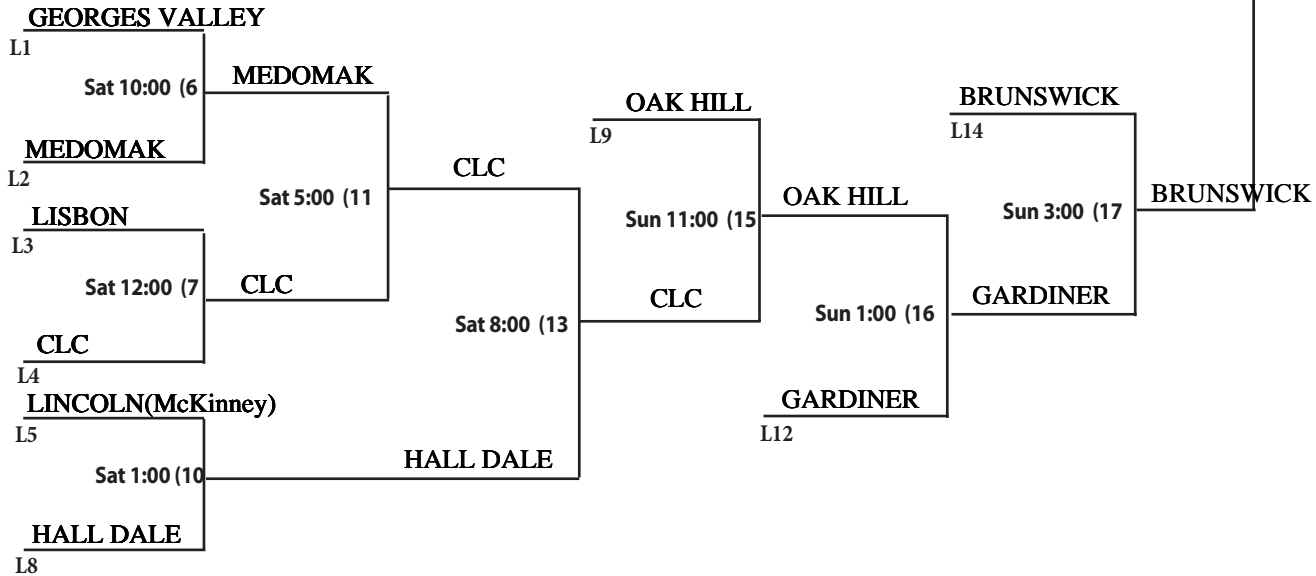 GEORGES VALLEY
L1
Sat 10:00 (6
MEDOMAK
MEDOMAK
L2
Sat 5:00 (11
CLC
LISBON
L3
Sat 12:00 (7
CLC
CLC
L4
Sat 8:00 (13
LINCOLN(McKinney)
L5
Sat 1:00 (10
HALL DALE
HALL DALE
L8
OAK HILL
L9
Sun 11:00 (15
OAK HILL
CLC
Sun 1:00 (16
GARDINER
L12
BRUNSWICK
L14
Sun 3:00 (17
BRUNSWICK
GARDINER